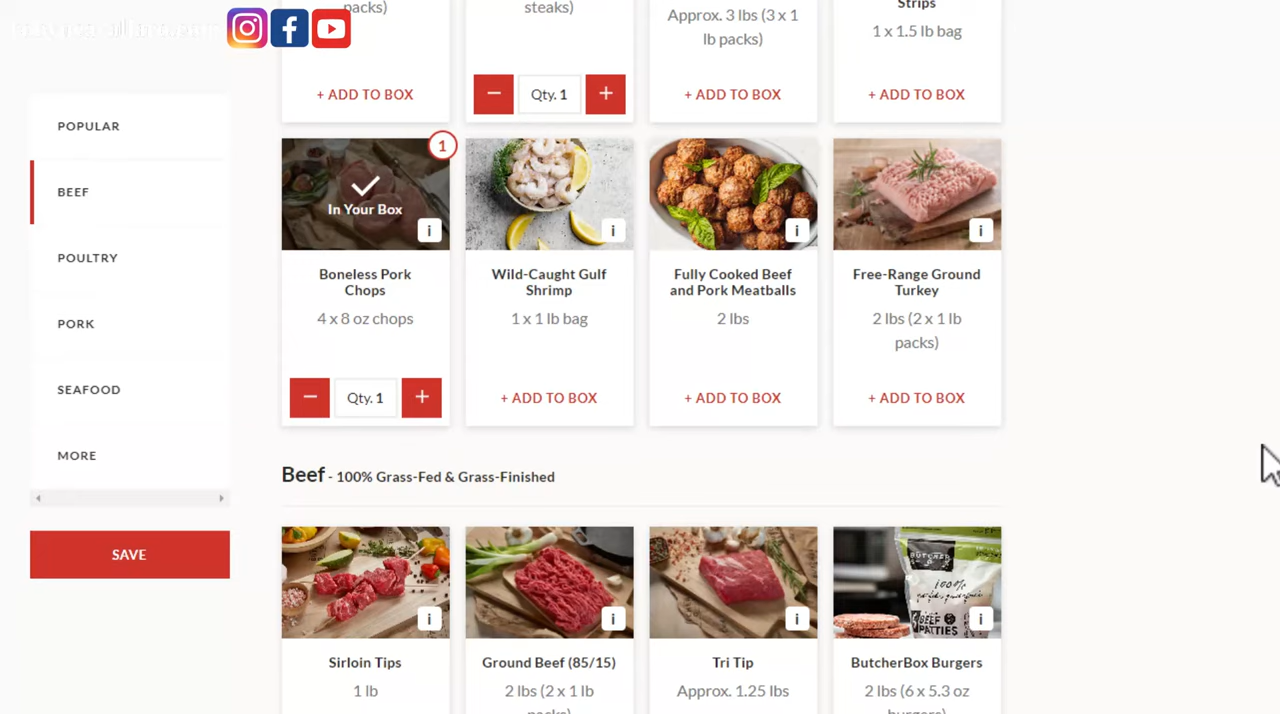 packs)
steaks)
Approx. 3 lbs (3 x 1
lb packs)
Strips
1 x 1.5 lb bag
+ ADD TO BOX
− Qty. 1 +
+ ADD TO BOX
+ ADD TO BOX
POPULAR
BEEF
POULTRY
PORK
SEAFOOD
MORE
SAVE
1
In Your Box
i
i
i
i
Boneless Pork
Chops
4 x 8 oz chops
− Qty. 1 +
Wild-Caught Gulf
Shrimp
1 x 1 lb bag
+ ADD TO BOX
Fully Cooked Beef
and Pork Meatballs
2 lbs
+ ADD TO BOX
Free-Range Ground
Turkey
2 lbs (2 x 1 lb
packs)
+ ADD TO BOX
Beef - 100% Grass-Fed & Grass-Finished
i
i
i
BUTCHER
100%
BEEF
PATTIES
i
Sirloin Tips
1 lb
Ground Beef (85/15)
2 lbs (2 x 1 lb
packs)
Tri Tip
Approx. 1.25 lbs
ButcherBox Burgers
2 lbs (6 x 5.3 oz
burgers)